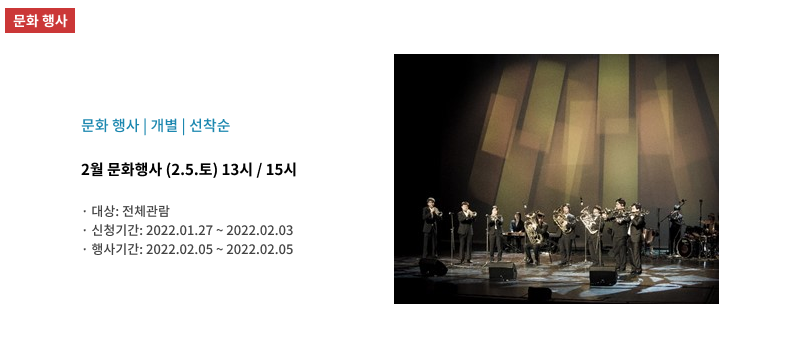 문화 행사
문화 행사 | 개별 | 선착순
2월 문화행사 (2.5.토) 13시 / 15시
· 대상: 전체관람
· 신청기간: 2022.01.27 ~ 2022.02.03
· 행사기간: 2022.02.05 ~ 2022.02.05